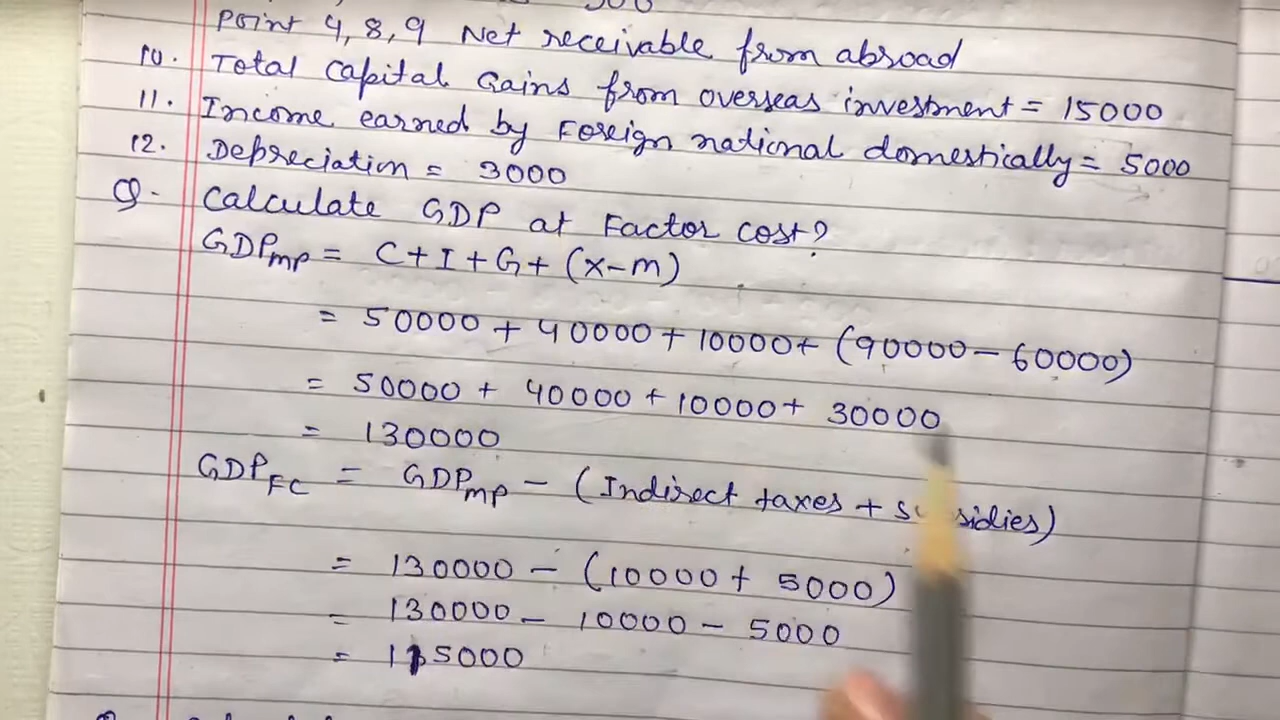 Point 4, 8, 9 Net receivable from abroad
10. Total Capital Gains from overseas investment = 15000
11. Income earned by Foreign national domestically = 5000
12. Depreciation = 3000
Q- Calculate GDP at Factor cost?
GDPMP = C+I+G+ (X-M)
= 50000 + 40000 + 10000+ (90000 - 60000)
= 50000 + 40000 + 10000 + 30000
= 130000
GDPFC = GDPMP - (Indirect taxes +
= 130000 - (10000 + 5000)
= 130000 - 10000 - 5000
= 115000